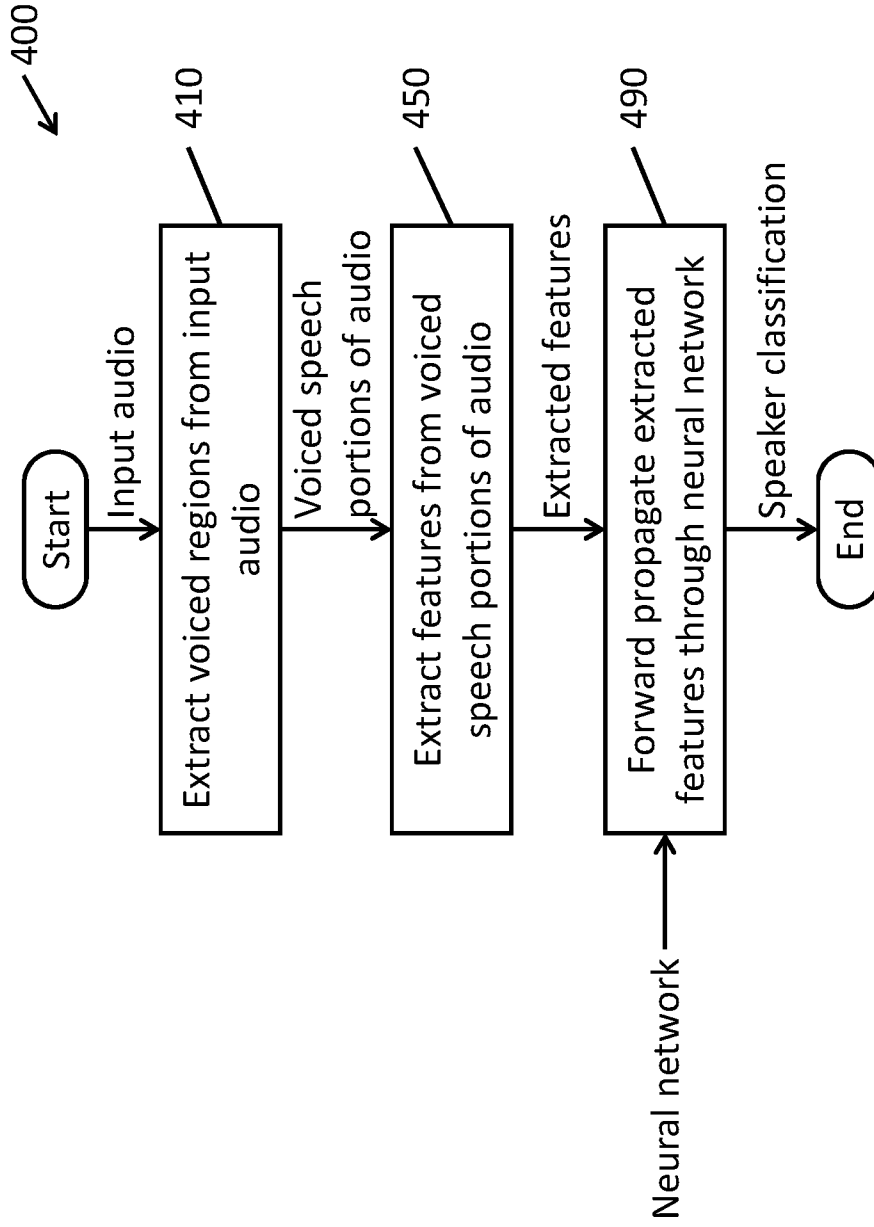 400
Start
Input audio
Extract voiced regions from input
audio
410
Voiced speech
portions of audio
Extract features from voiced
speech portions of audio
450
Extracted features
Neural network
Forward propagate extracted
features through neural network
490
Speaker classification
End